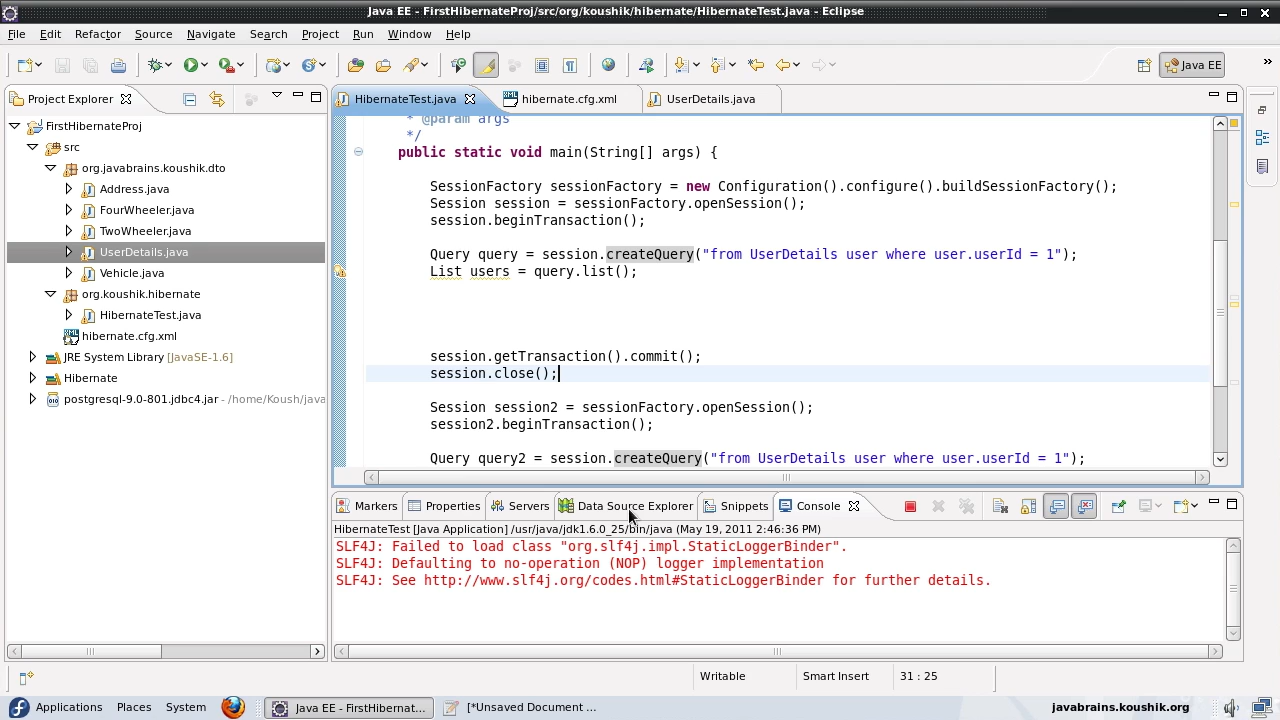 Java EE - FirstHibernateProj/src/org/koushik/hibernate/HibernateTest.java - Eclipse
File Edit Refactor Source Navigate Search Project Run Window Help
Java EE
»
Project Explorer
HibernateTest.java
hibernate.cfg.xml
UserDetails.java
FirstHibernateProj
src
org.javabrains.koushik.dto
Address.java
FourWheeler.java
TwoWheeler.java
UserDetails.java
Vehicle.java
org.koushik.hibernate
HibernateTest.java
hibernate.cfg.xml
JRE System Library [JavaSE-1.6]
Hibernate
postgresql-9.0-801.jdbc4.jar - /home/Koush/java
* @param args
*/
public static void main(String[] args) {
SessionFactory sessionFactory = new Configuration().configure().buildSessionFactory();
Session session = sessionFactory.openSession();
session.beginTransaction();
Query query = session.createQuery("from UserDetails user where user.userId = 1");
List users = query.list();
session.getTransaction().commit();
session.close();
Session session2 = sessionFactory.openSession();
session2.beginTransaction();
Query query2 = session.createQuery("from UserDetails user where user.userId = 1");
Markers Properties Servers Data Source Explorer Snippets Console
HibernateTest [Java Application] /usr/java/jdk1.6.0_25/bin/java (May 19, 2011 2:46:36 PM)
SLF4J: Failed to load class "org.slf4j.impl.StaticLoggerBinder".
SLF4J: Defaulting to no-operation (NOP) logger implementation
SLF4J: See http://www.slf4j.org/codes.html#StaticLoggerBinder for further details.
Writable Smart Insert 31 : 25
Applications Places System Java EE - FirstHibernat... [*Unsaved Document ... javabrains.koushik.org